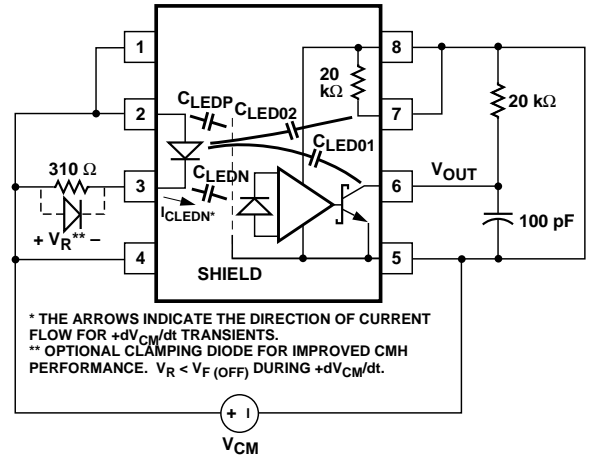 1
8
20
kΩ
CLEDP
CLED02
20 kΩ
2
7
CLED01
310 Ω
CLEDN
VOUT
3
6
ICLEDN*
100 pF
+ VR** –
4
5
SHIELD
* THE ARROWS INDICATE THE DIRECTION OF CURRENT
FLOW FOR +dVCM/dt TRANSIENTS.
** OPTIONAL CLAMPING DIODE FOR IMPROVED CMH
PERFORMANCE. VR < VF (OFF) DURING +dVCM/dt.
+ –
VCM